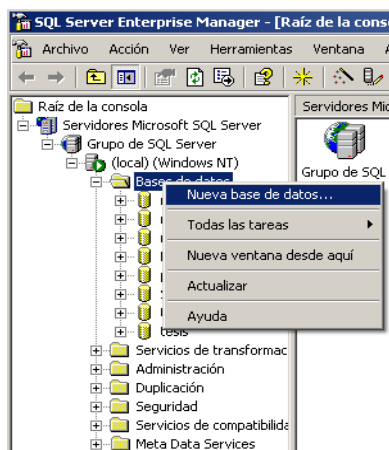 SQL Server Enterprise Manager - [Raíz de la cons
Archivo Acción Ver Herramientas Ventana
Raíz de la consola
Servidores Mic
Servidores Microsoft SQL Server
Grupo de SQL Server
(local) (Windows NT)
Grupo de SQL
Bases de datos
Nueva base de datos...
Todas las tareas
Nueva ventana desde aquí
Actualizar
Ayuda
tesis
Servicios de transformac
Administración
Duplicación
Seguridad
Servicios de compatibilida
Meta Data Services